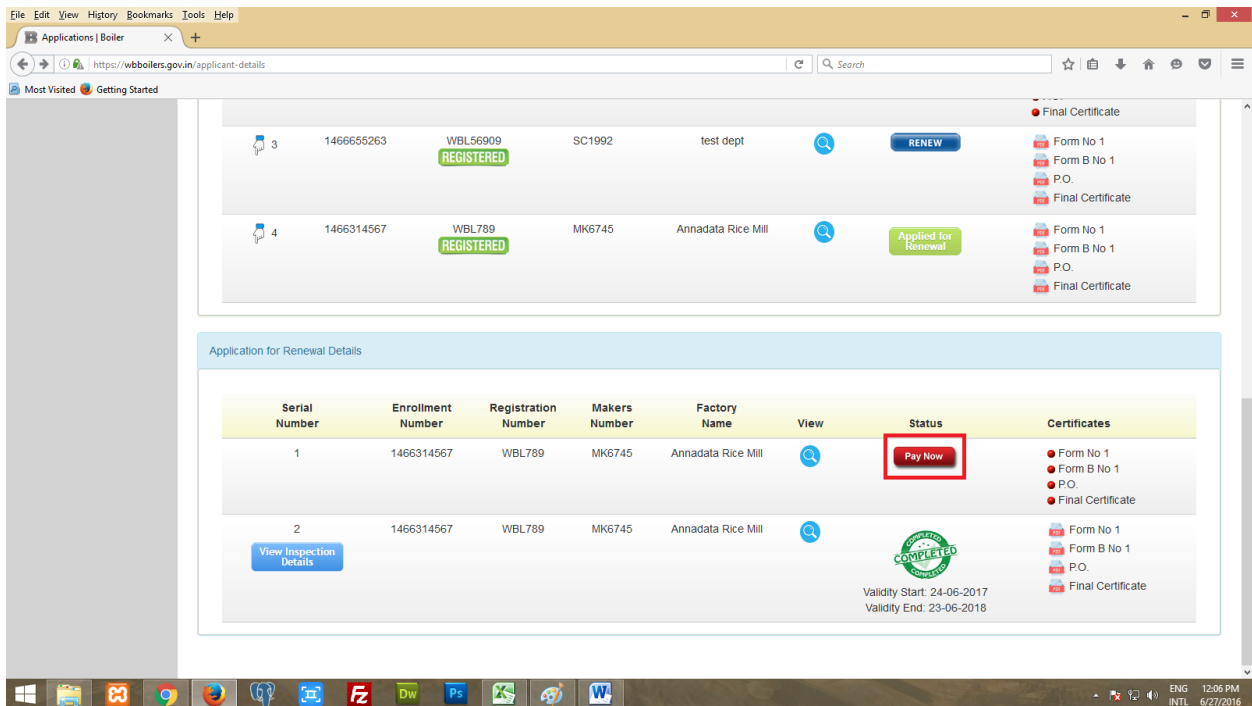 File Edit View History Bookmarks Tools Help
Applications | Boiler
https://wbboilers.gov.in/applicant-details
Search
Most Visited Getting Started
Final Certificate
3 1466655263 WBL56909 SC1992 test dept RENEW Form No 1
REGISTERED Form B No 1
P.O.
Final Certificate
4 1466314567 WBL789 MK6745 Annadata Rice Mill Applied for Form No 1
REGISTERED Renewal Form B No 1
P.O.
Final Certificate
Application for Renewal Details
Serial Enrollment Registration Makers Factory
Number Number Number Number Name View Status Certificates
1 1466314567 WBL789 MK6745 Annadata Rice Mill Pay Now Form No 1
Form B No 1
P.O.
Final Certificate
2 1466314567 WBL789 MK6745 Annadata Rice Mill COMPLETED Form No 1
View Inspection COMPLETED Form B No 1
Details COMPLETED P.O.
Validity Start: 24-06-2017 Final Certificate
Validity End: 23-06-2018
ENG 12:06 PM
INTL 6/27/2016